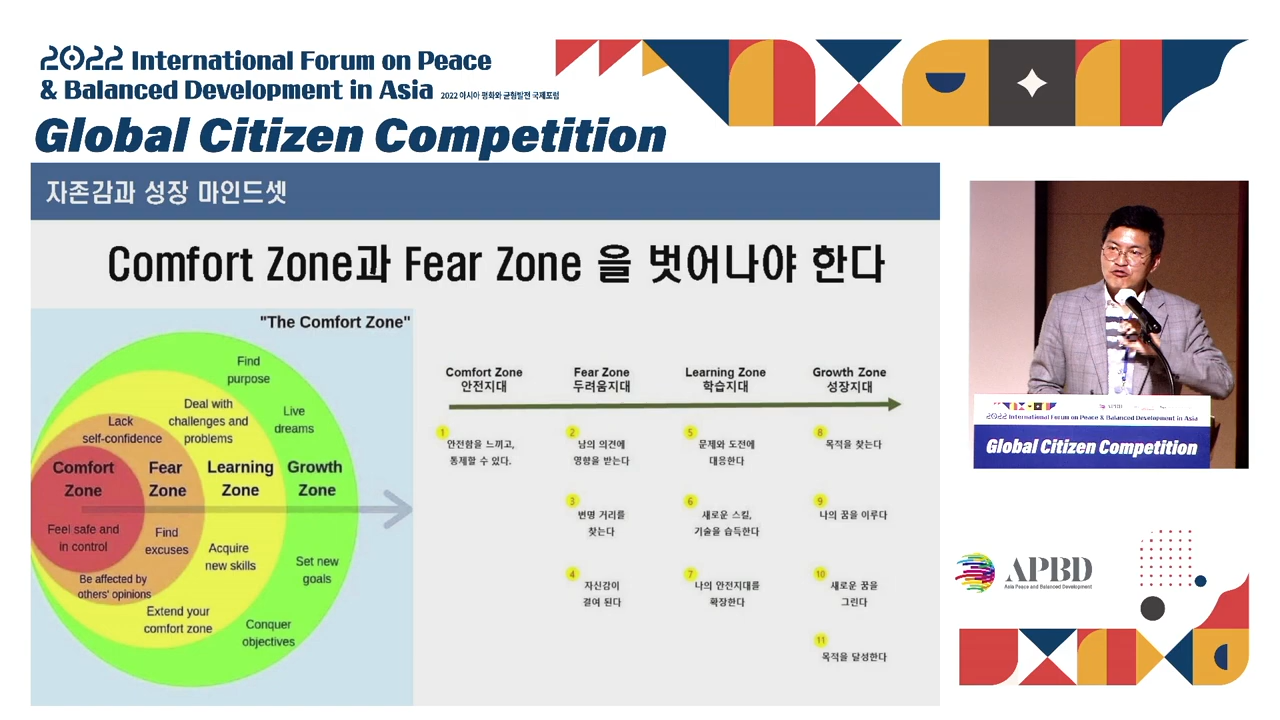 2022 International Forum on Peace
& Balanced Development in Asia 2022 아시아 평화와 균형발전 국제포럼
Global Citizen Competition
자존감과 성장 마인드셋
Comfort Zone과 Fear Zone 을 벗어나야 한다
"The Comfort Zone"
Find
purpose
Deal with
challenges and
problems
Live
dreams
Lack
self-confidence
Comfort
Zone
Fear
Zone
Learning
Zone
Growth
Zone
Feel safe and
in control
Find
excuses
Acquire
new skills
Set new
goals
Be affected by
others' opinions
Extend your
comfort zone
Conquer
objectives
Comfort Zone
안전지대
Fear Zone
두려움지대
Learning Zone
학습지대
Growth Zone
성장지대
1
안전함을 느끼고,
통제할 수 있다.
2
남의 의견에
영향을 받는다
3
변명 거리를
찾는다
4
자신감이
결여 된다
5
문제와 도전에
대응한다
6
새로운 스킬,
기술을 습득한다
7
나의 안전지대를
확장한다
8
목적을 찾는다
9
나의 꿈을 이루다
10
새로운 꿈을
그린다
11
목적을 달성한다
2022 International Forum on Peace & Balanced Development in Asia
Global Citizen Competition
APBD
Asia Peace and Balanced Development